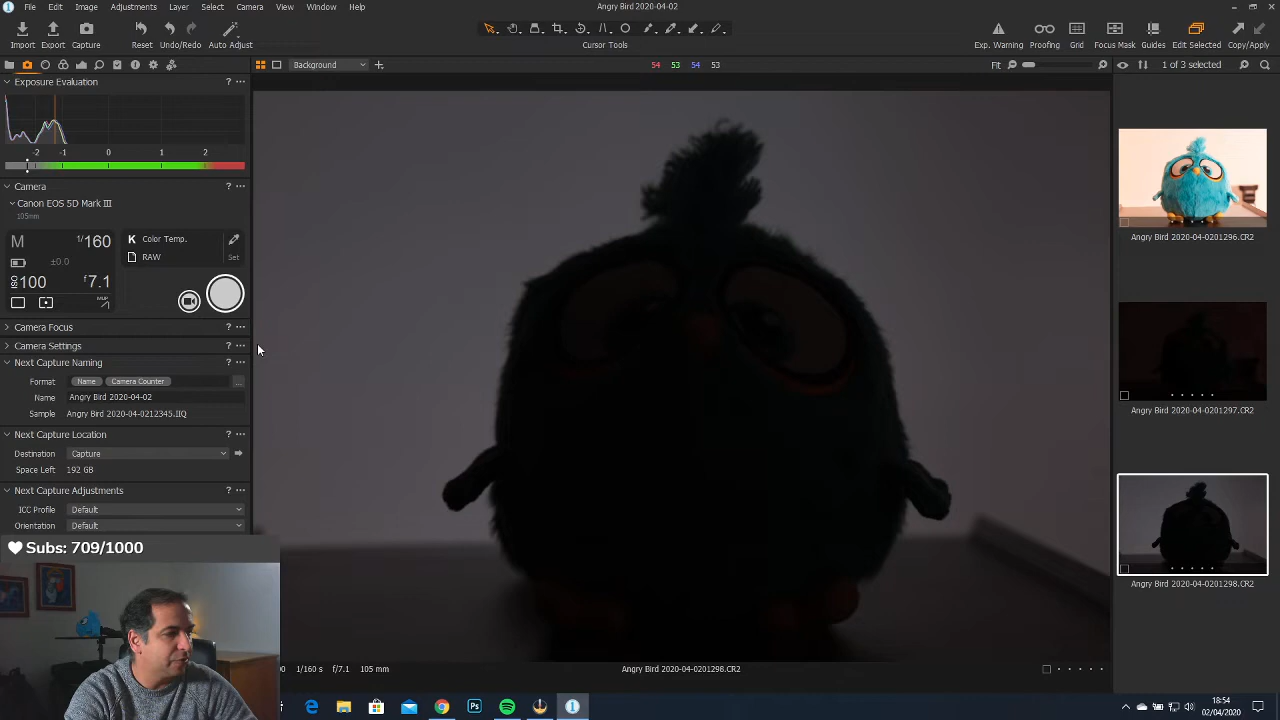 File Edit Image Adjustments Layer Select Camera View Window Help
Angry Bird 2020-04-02
Import Export Capture Reset Undo/Redo Auto Adjust Cursor Tools Exp. Warning Proofing Grid Focus Mask Guides Edit Selected Copy/Apply
Background 54 53 54 53 Fit 1 of 3 selected
Exposure Evaluation ?
-2 -1 0 1 2
Camera ?
Canon EOS 5D Mark III
105mm
M 1/160 K Color Temp.
±0.0 RAW Set
ISO 100 f7.1
MUP
Camera Focus ?
Camera Settings ?
Next Capture Naming ?
Format Name Camera Counter ...
Name Angry Bird 2020-04-02
Sample Angry Bird 2020-04-0212345.IIQ
Next Capture Location ?
Destination Capture
Space Left 192 GB
Next Capture Adjustments ?
ICC Profile Default
Orientation Default
Subs: 709/1000
Angry Bird 2020-04-0201296.CR2
Angry Bird 2020-04-0201297.CR2
Angry Bird 2020-04-0201298.CR2
1/160 s f/7.1 105 mm Angry Bird 2020-04-0201298.CR2
Ps
18:54
02/04/2020